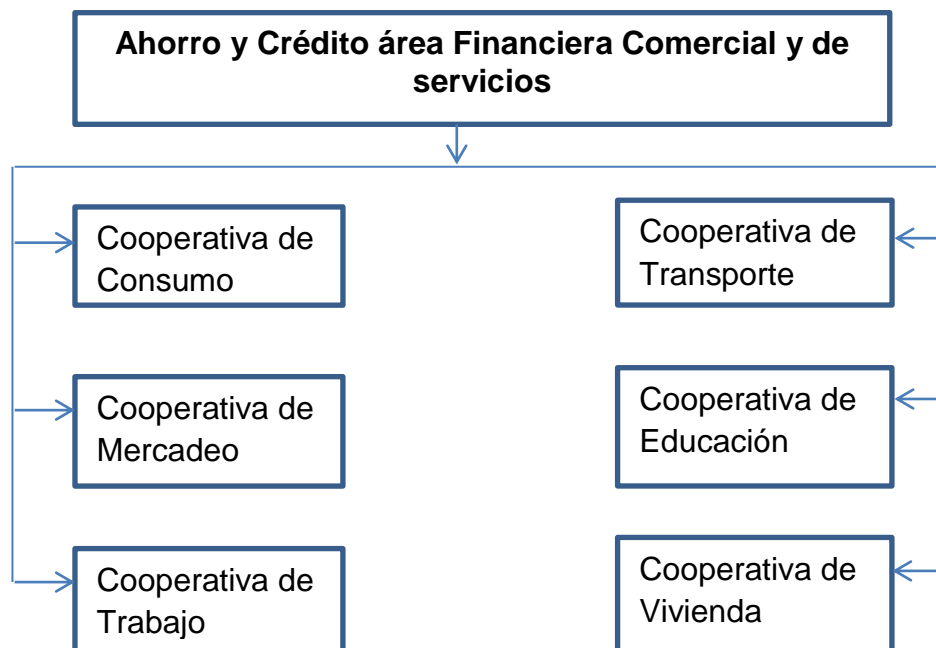 Ahorro y Crédito área Financiera Comercial y de
servicios
Cooperativa de
Consumo
Cooperativa de
Transporte
Cooperativa de
Mercadeo
Cooperativa de
Educación
Cooperativa de
Trabajo
Cooperativa de
Vivienda